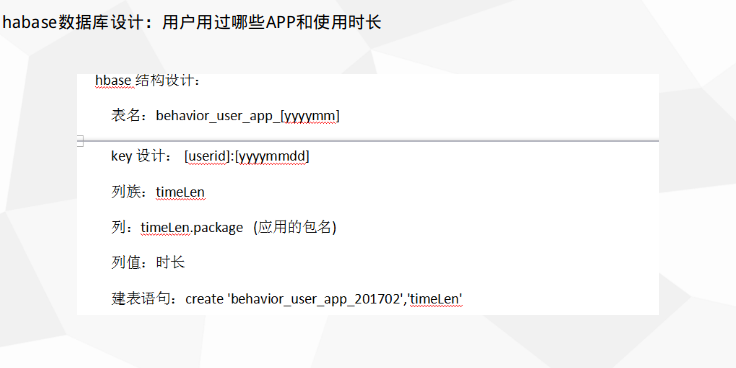 habase数据库设计：用户用过哪些APP和使用时长
hbase 结构设计：
表名：behavior_user_app_[yyyymm]
key 设计： [userid]:[yyyymmdd]
列族：timeLen
列：timeLen.package （应用的包名）
列值：时长
建表语句：create 'behavior_user_app_201702','timeLen'